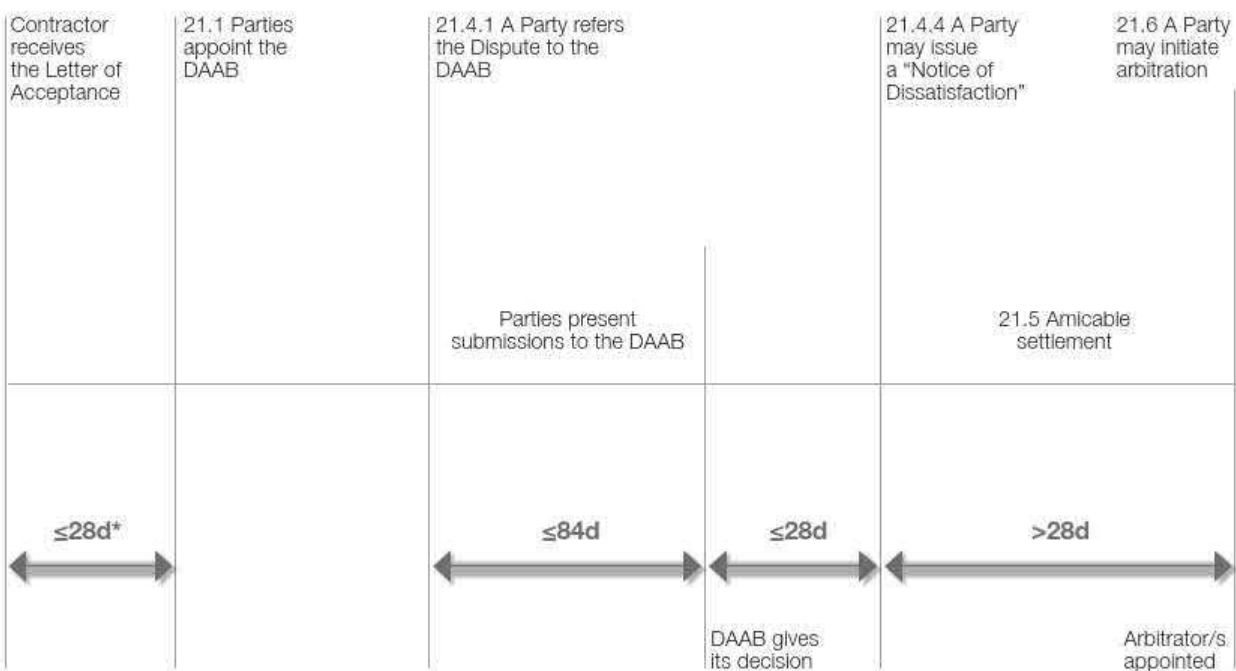 Contractor
receives
the Letter of
Acceptance
21.1 Parties
appoint the
DAAB
21.4.1 A Party refers
the Dispute to the
DAAB
21.4.4 A Party
may issue
a “Notice of
Dissatisfaction”
21.6 A Party
may initiate
arbitration
Parties present
submissions to the DAAB
21.5 Amicable
settlement
≤28d*
≤84d
≤28d
>28d
DAAB gives
its decision
Arbitrator/s
appointed